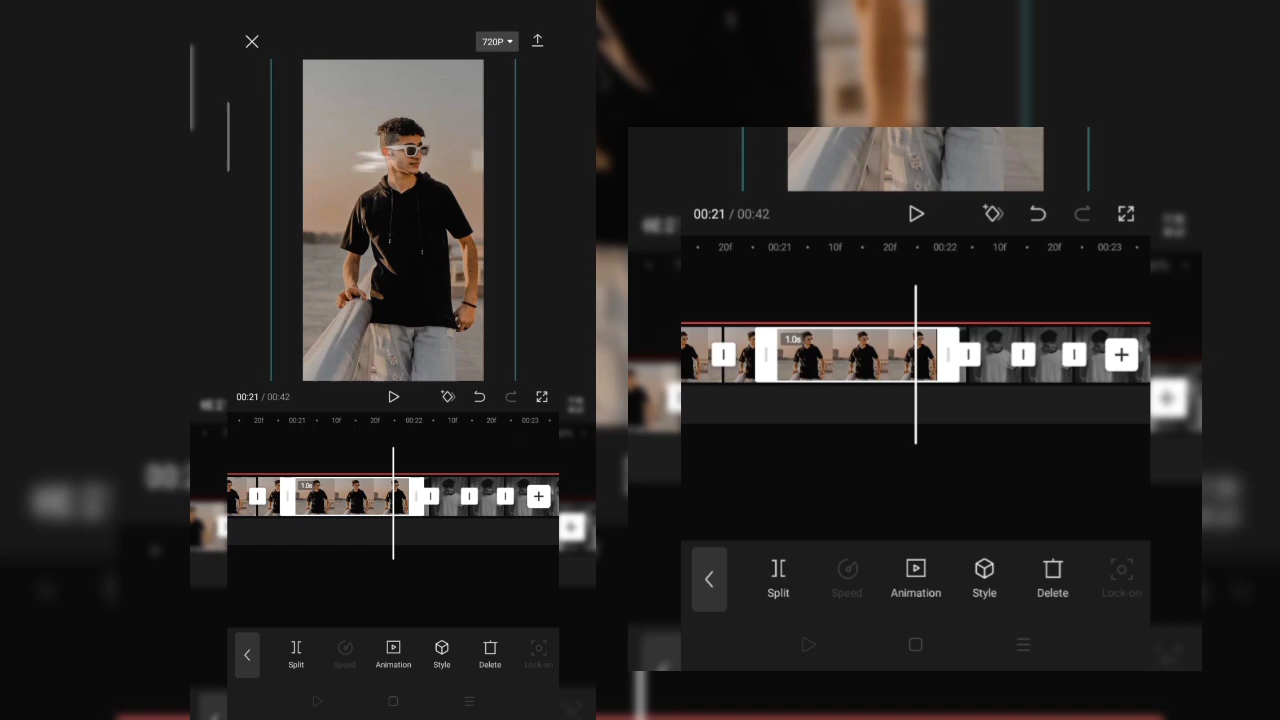 720P
00:21 / 00:42
20f 00:21 10f 20f 00:22 10f 20f 00:23
1.0s
Split Speed Animation Style Delete Lock-on
00:21 / 00:42
20f 00:21 10f 20f 00:22 10f 20f 00:23
1.0s
Split Speed Animation Style Delete Lock-on